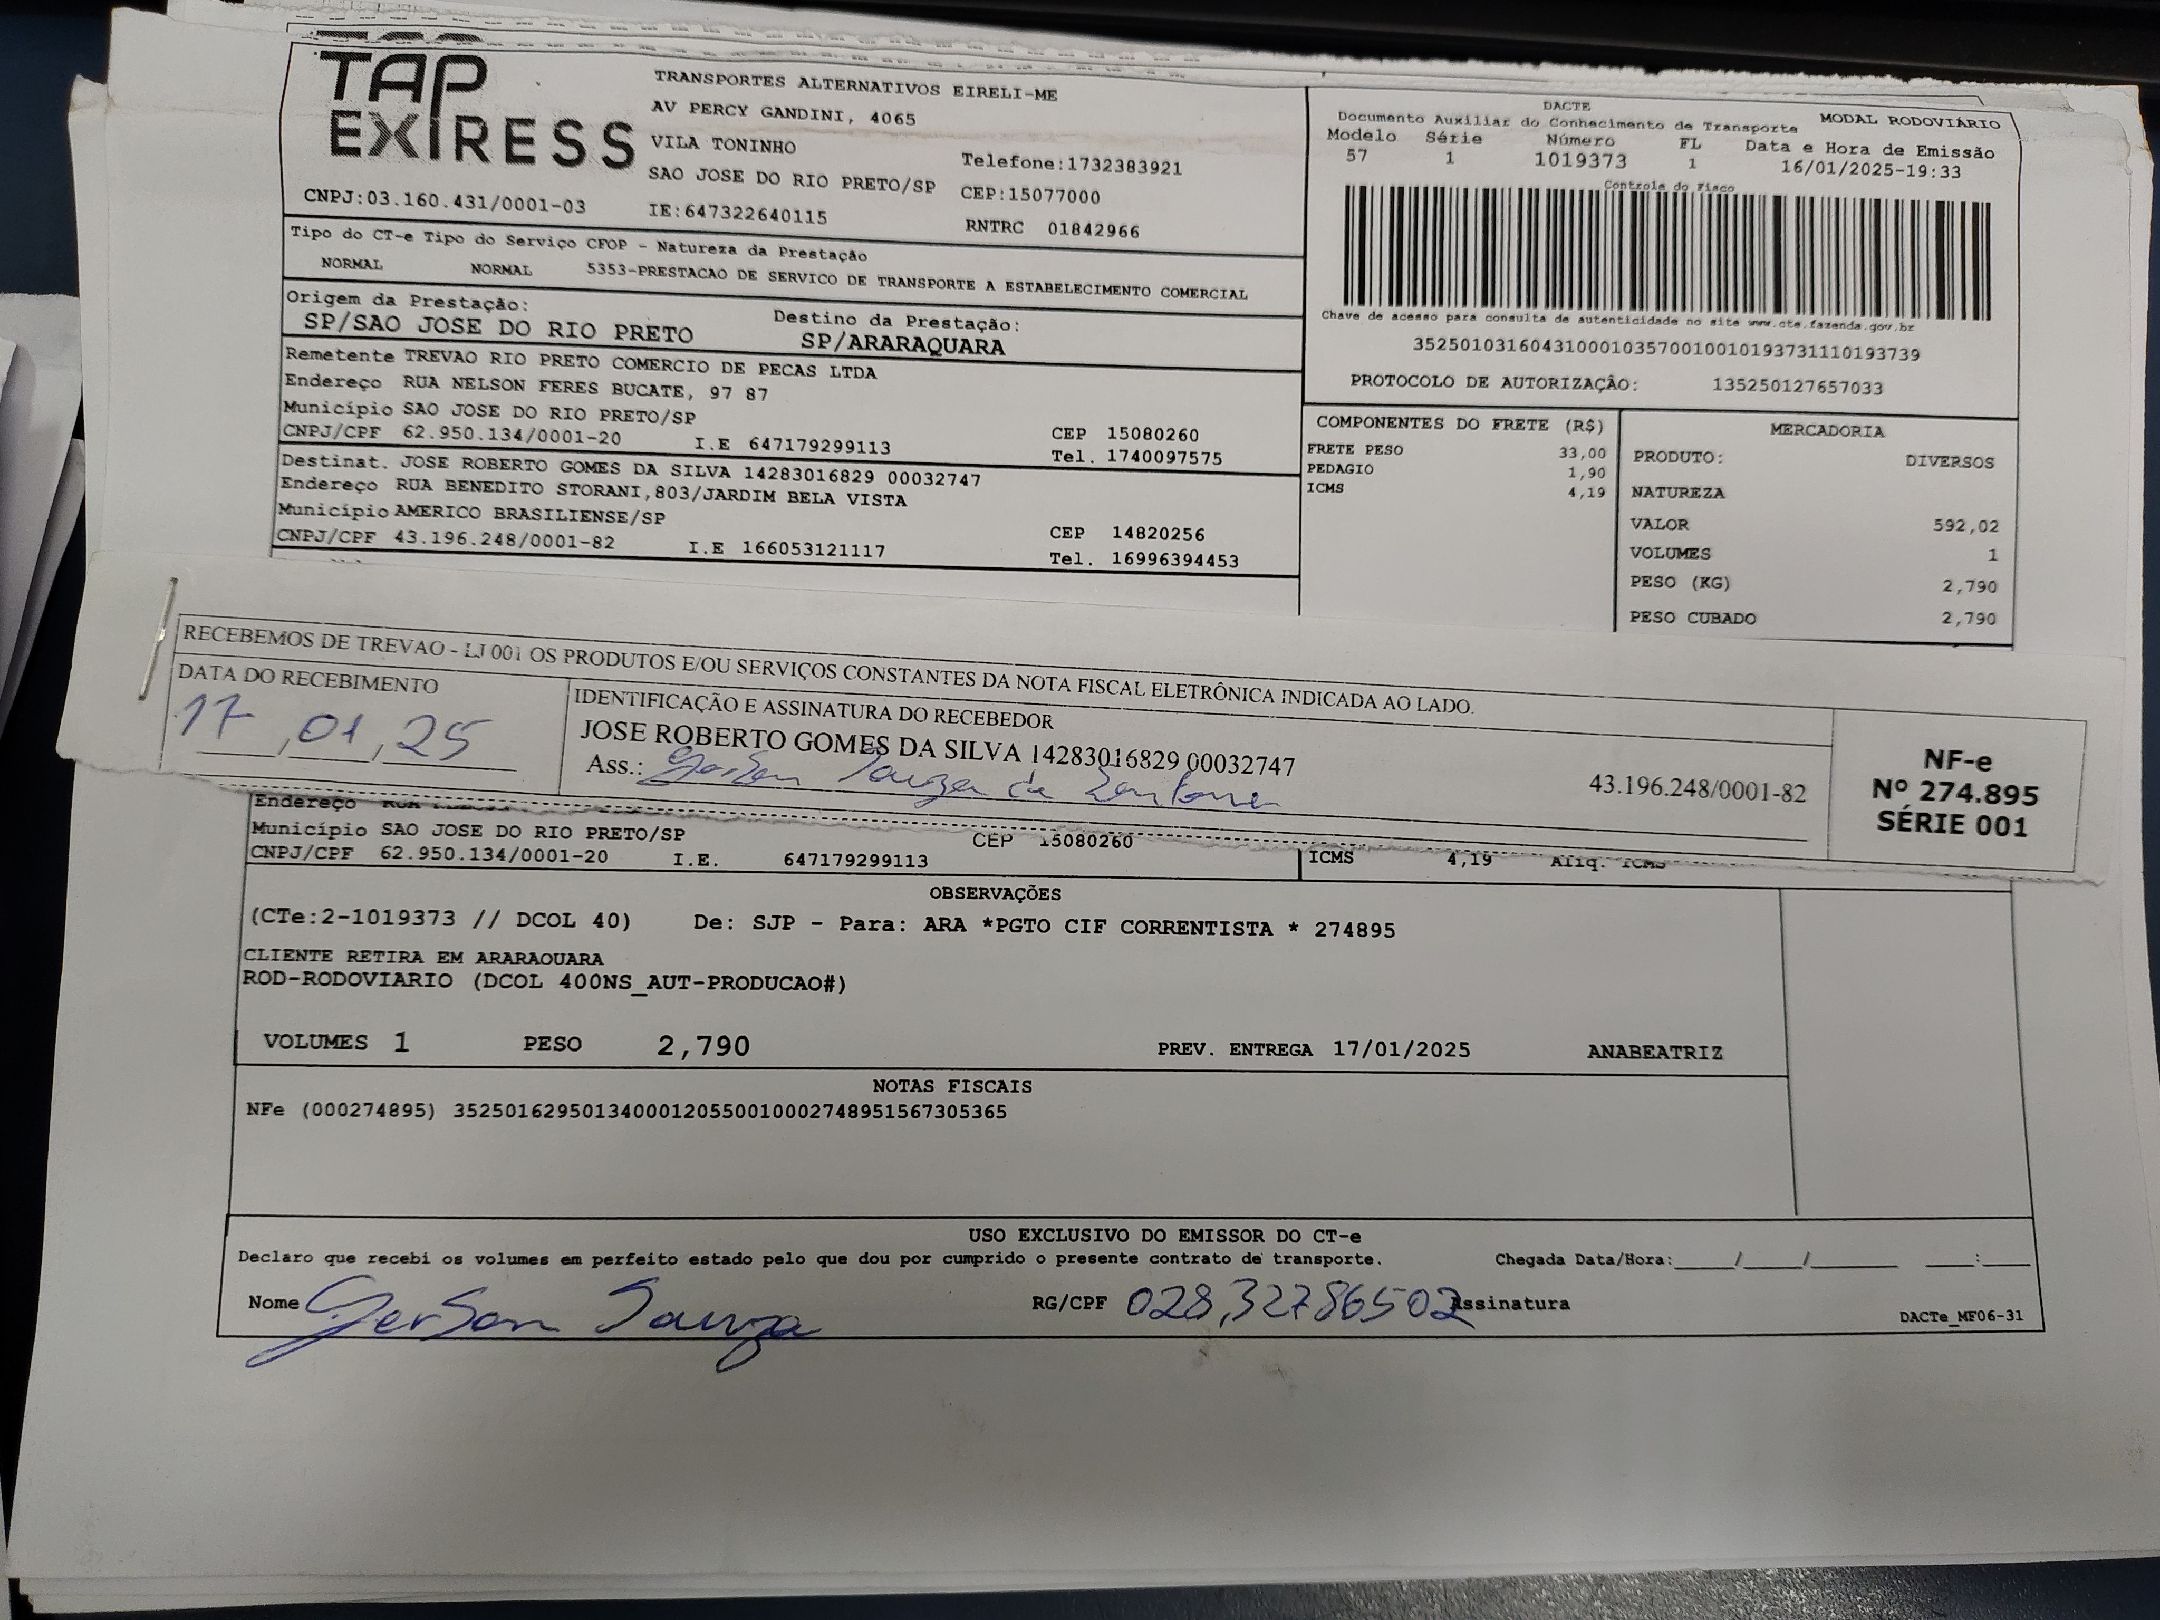 TAP
EXPRESS
TRANSPORTES ALTERNATIVOS EIRELI-ME
AV PERCY GANDINI, 4065
VILA TONINHO
Telefone:1732383921
SAO JOSE DO RIO PRETO/SP CEP:15077000
CNPJ:03.160.431/0001-03 IE:647322640115 RNTRC 01842966
DACTE
Documento Auxiliar do Conhecimento de Transporte MODAL RODOVIÁRIO
Modelo Série Número FL Data e Hora de Emissão
57 1 1019373 1 16/01/2025-19:33
Controle do Fisco
Chave de acesso para consulta de autenticidade no site www.cte.fazenda.gov.br
35250103160431000103570010010193731110193739
PROTOCOLO DE AUTORIZAÇÃO: 135250127657033
Tipo do CT-e Tipo do Serviço CFOP - Natureza da Prestação
NORMAL NORMAL 5353-PRESTACAO DE SERVICO DE TRANSPORTE A ESTABELECIMENTO COMERCIAL
Origem da Prestação: Destino da Prestação:
SP/SAO JOSE DO RIO PRETO SP/ARARAQUARA
Remetente TREVAO RIO PRETO COMERCIO DE PECAS LTDA
Endereço RUA NELSON FERES BUCATE, 97 87
Município SAO JOSE DO RIO PRETO/SP CEP 15080260
CNPJ/CPF 62.950.134/0001-20 I.E 647179299113 Tel. 1740097575
Destinat. JOSE ROBERTO GOMES DA SILVA 14283016829 00032747
Endereço RUA BENEDITO STORANI,803/JARDIM BELA VISTA
Município AMERICO BRASILIENSE/SP CEP 14820256
CNPJ/CPF 43.196.248/0001-82 I.E 166053121117 Tel. 16996394453
COMPONENTES DO FRETE (R$)
FRETE PESO 33,00
PEDAGIO 1,90
ICMS 4,19
MERCADORIA
PRODUTO: DIVERSOS
NATUREZA
VALOR 592,02
VOLUMES 1
PESO (KG) 2,790
PESO CUBADO 2,790
RECEBEMOS DE TREVAO - LJ 001 OS PRODUTOS E/OU SERVIÇOS CONSTANTES DA NOTA FISCAL ELETRÔNICA INDICADA AO LADO.
DATA DO RECEBIMENTO
17,01,25
IDENTIFICAÇÃO E ASSINATURA DO RECEBEDOR
JOSE ROBERTO GOMES DA SILVA 14283016829 00032747
Ass.: Gerson Souza de 43.196.248/0001-82
NF-e
Nº 274.895
SÉRIE 001
Endereço RUA
Município SAO JOSE DO RIO PRETO/SP CEP 15080260
CNPJ/CPF 62.950.134/0001-20 I.E. 647179299113
ICMS 4,19 Aliq. ICMS
OBSERVAÇÕES
(CTe:2-1019373 // DCOL 40) De: SJP - Para: ARA *PGTO CIF CORRENTISTA * 274895
CLIENTE RETIRA EM ARARAQUARA
ROD-RODOVIARIO (DCOL 400NS_AUT-PRODUCAO#)
VOLUMES 1 PESO 2,790 PREV. ENTREGA 17/01/2025 ANABEATRIZ
NOTAS FISCAIS
NFe (000274895) 35250162950134000120550010002748951567305365
USO EXCLUSIVO DO EMISSOR DO CT-e
Declaro que recebi os volumes em perfeito estado pelo que dou por cumprido o presente contrato de transporte. Chegada Data/Hora:____/____/____ ___:___
Nome Gerson Souza RG/CPF 028,32786502 Assinatura
DACTe_MF06-31